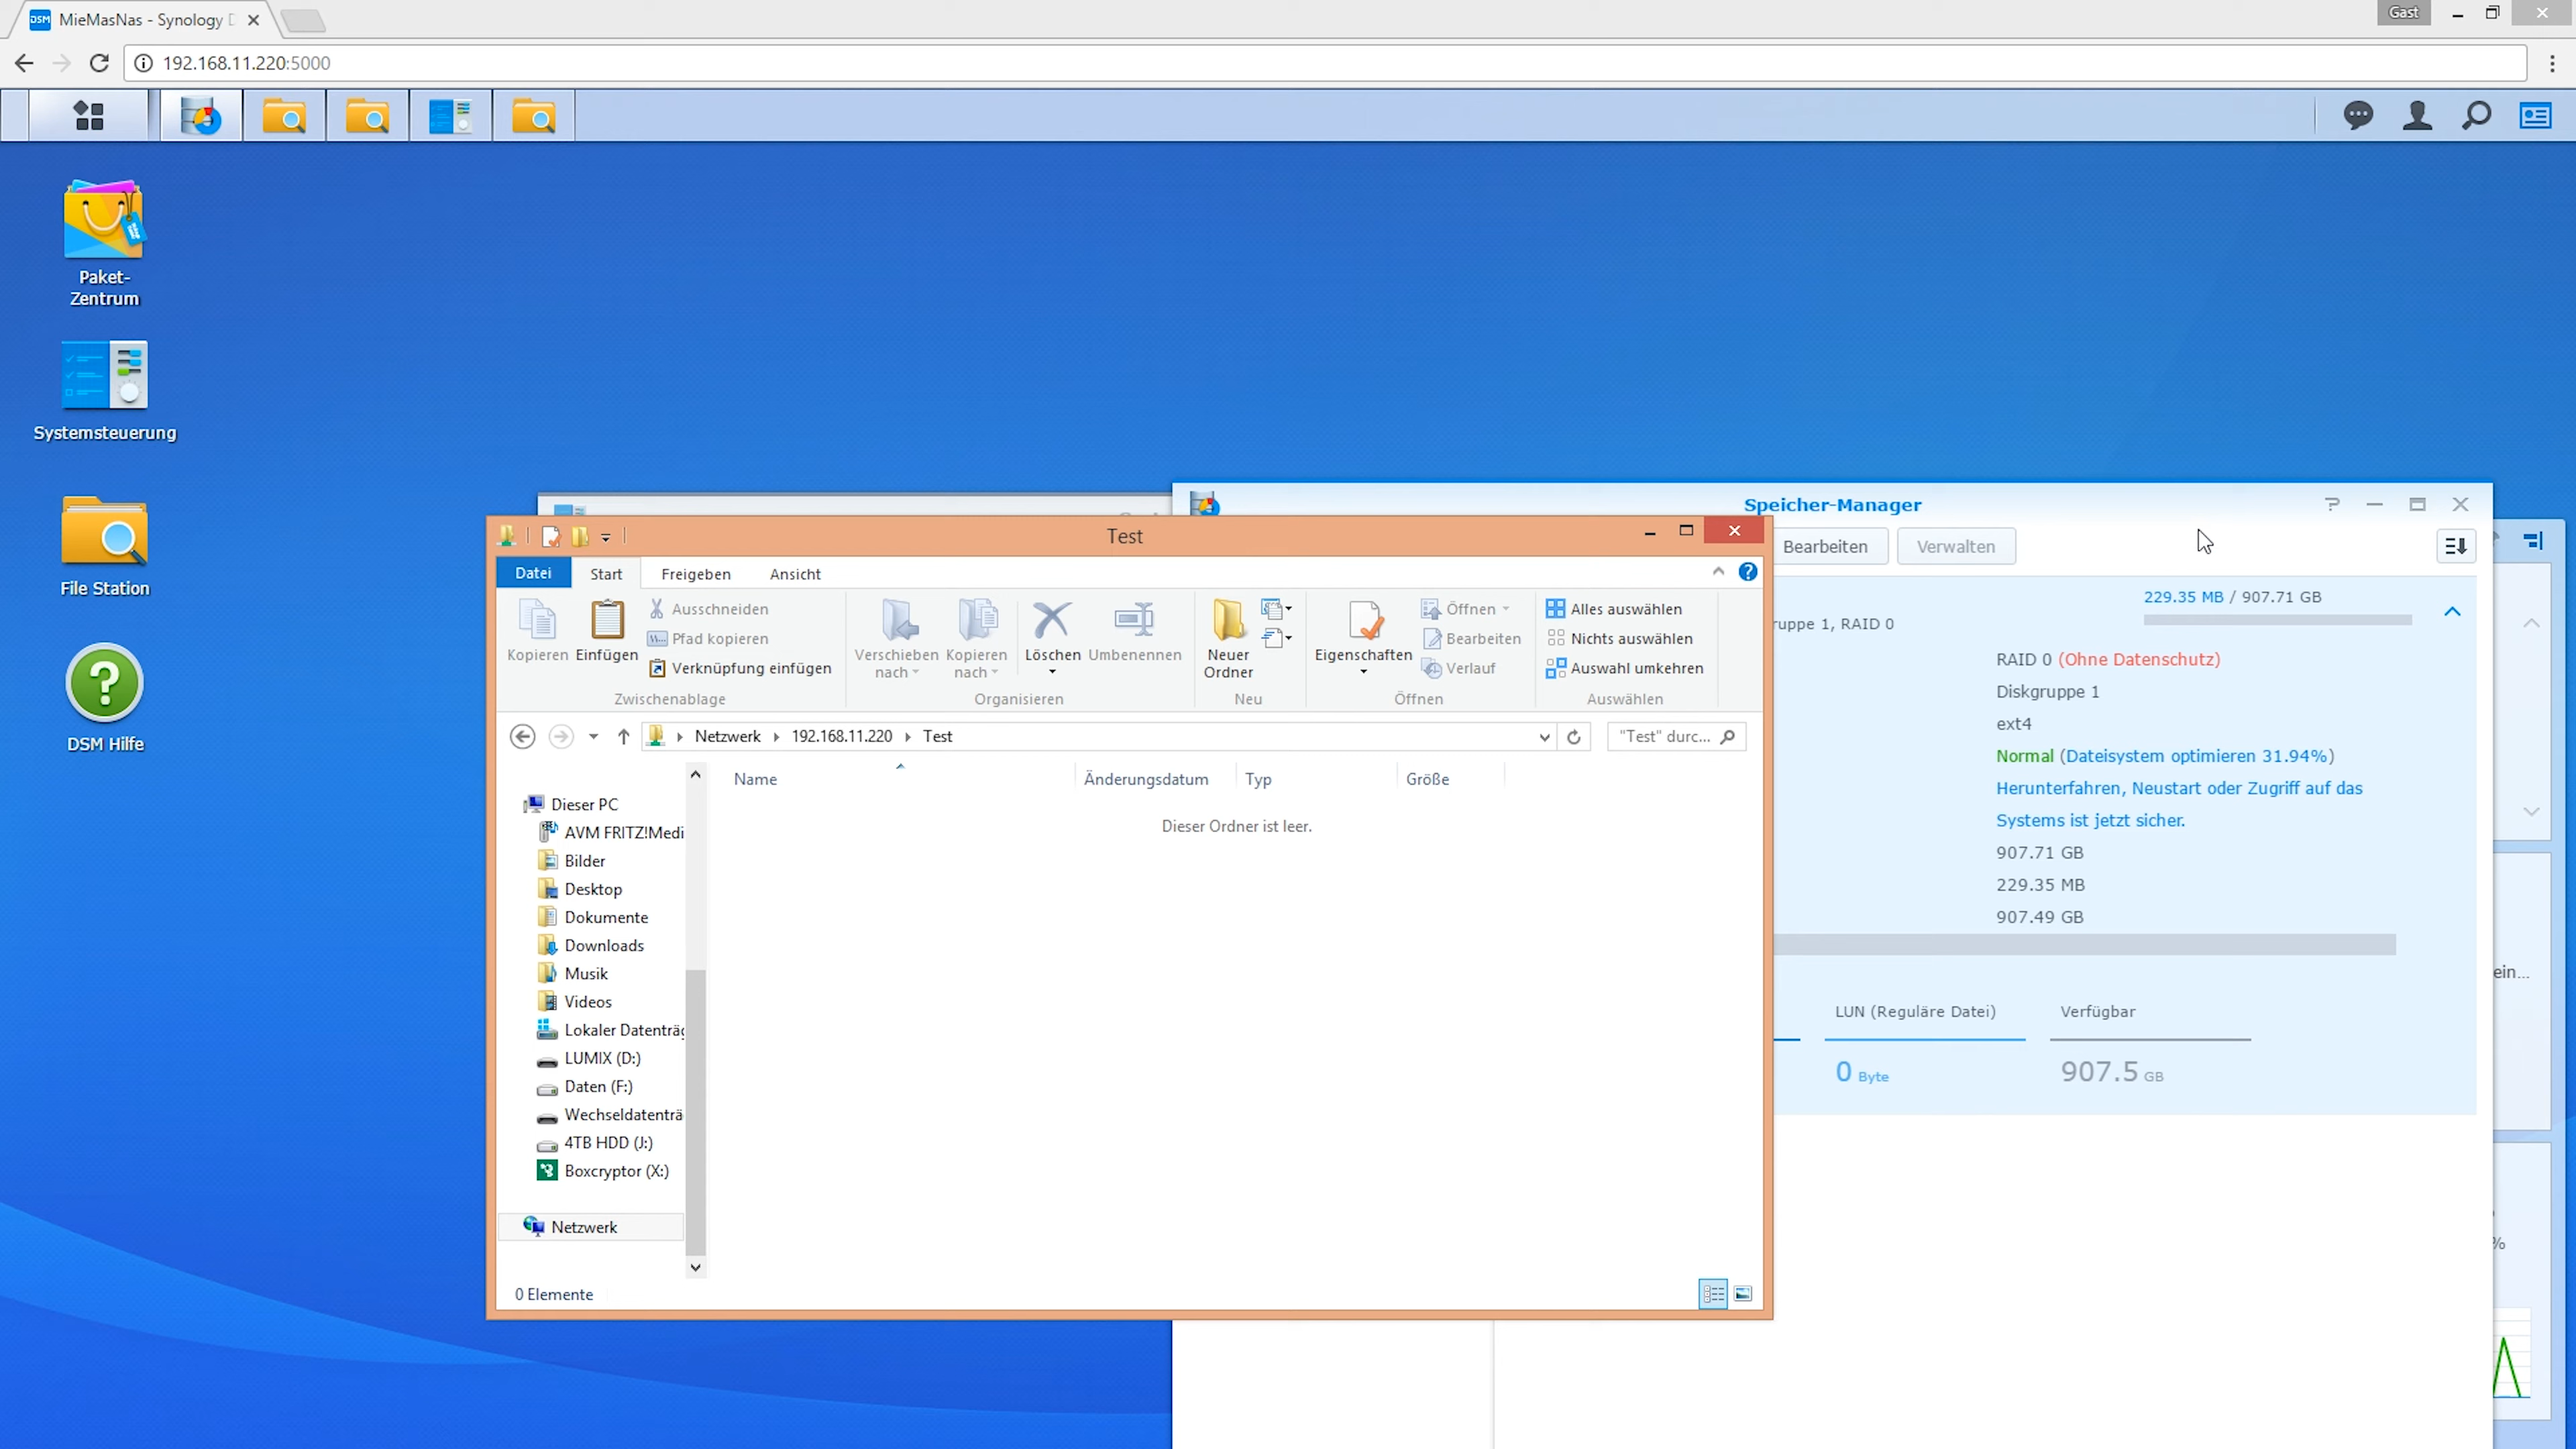 MieMasNas - Synology D
Gast
192.168.11.220:5000
Paket-
Zentrum
Systemsteuerung
File Station
DSM Hilfe
Speicher-Manager
Bearbeiten
Verwalten
229.35 MB / 907.71 GB
uppe 1, RAID 0
RAID 0 (Ohne Datenschutz)
Diskgruppe 1
ext4
Normal (Dateisystem optimieren 31.94%)
Herunterfahren, Neustart oder Zugriff auf das
Systems ist jetzt sicher.
907.71 GB
229.35 MB
907.49 GB
LUN (Reguläre Datei)
Verfügbar
0 Byte
907.5 GB
ein...
%
Test
Datei
Start
Freigeben
Ansicht
Kopieren
Einfügen
Ausschneiden
Pfad kopieren
Verknüpfung einfügen
Zwischenablage
Verschieben
nach
Kopieren
nach
Löschen
Umbenennen
Organisieren
Neuer
Ordner
Neu
Eigenschaften
Öffnen
Bearbeiten
Verlauf
Öffnen
Alles auswählen
Nichts auswählen
Auswahl umkehren
Auswählen
Netzwerk
192.168.11.220
Test
"Test" durc...
Name
Änderungsdatum
Typ
Größe
Dieser Ordner ist leer.
Dieser PC
AVM FRITZ!Medi
Bilder
Desktop
Dokumente
Downloads
Musik
Videos
Lokaler Datenträg
LUMIX (D:)
Daten (F:)
Wechseldatenträ
4TB HDD (J:)
Boxcryptor (X:)
Netzwerk
0 Elemente